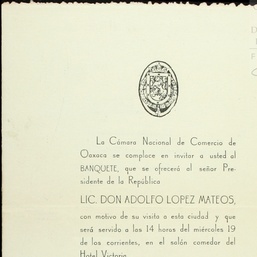 La Cámara Nacional de Comercio de
Oaxaca se complace en invitar a usted al
BANQUETE, que se ofrecerá al señor Pre-
sidente de la República
LIC. DON ADOLFO LOPEZ MATEOS,
con motivo de su visita a esta ciudad y que
será servido a las 14 horas del miércoles 19
de los corrientes, en el salón comedor del
Hotel Victoria